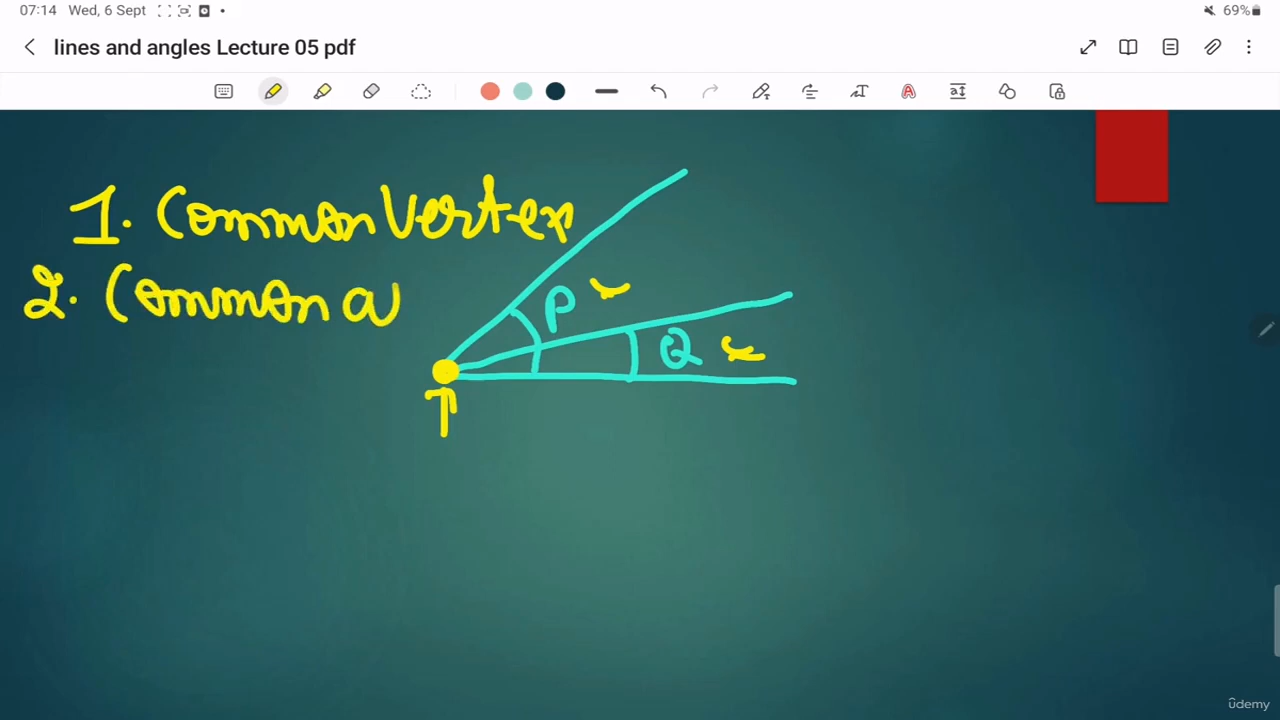 07:14 Wed, 6 Sept 69%
lines and angles Lecture 05 pdf
1. Common Vertex
2. Common a
P
Q
ûdemy